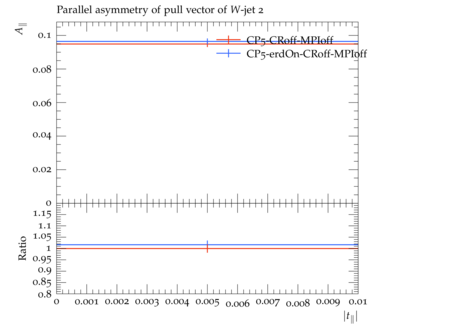 Parallel asymmetry of pull vector of W-jet 2
A∥
0.1
0.08
0.06
0.04
0.02
0
CP5-CRoff-MPIoff
CP5-erdOn-CRoff-MPIoff
Ratio
1.15
1.1
1.05
1
0.95
0.9
0.85
0.8
0 0.001 0.002 0.003 0.004 0.005 0.006 0.007 0.008 0.009 0.01
|t∥|